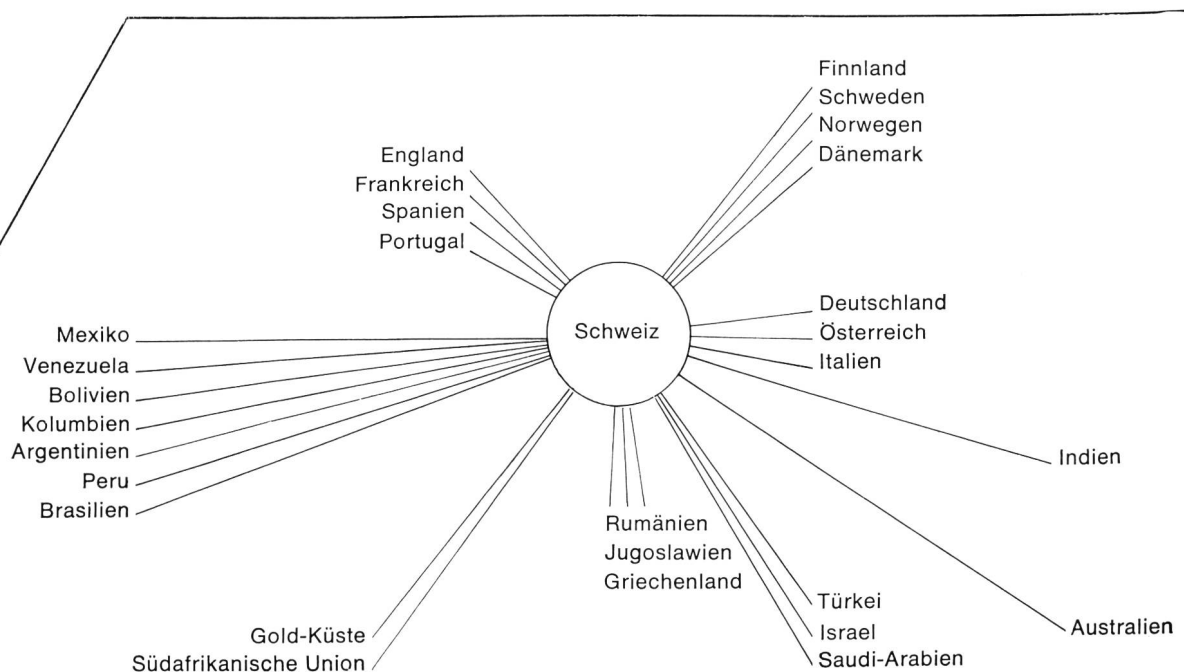 Finnland
Schweden
Norwegen
Dänemark
England
Frankreich
Spanien
Portugal
Schweiz
Deutschland
Österreich
Italien
Mexiko
Venezuela
Bolivien
Kolumbien
Argentinien
Peru
Brasilien
Indien
Rumänien
Jugoslawien
Griechenland
Türkei
Israel
Saudi-Arabien
Australien
Gold-Küste
Südafrikanische Union